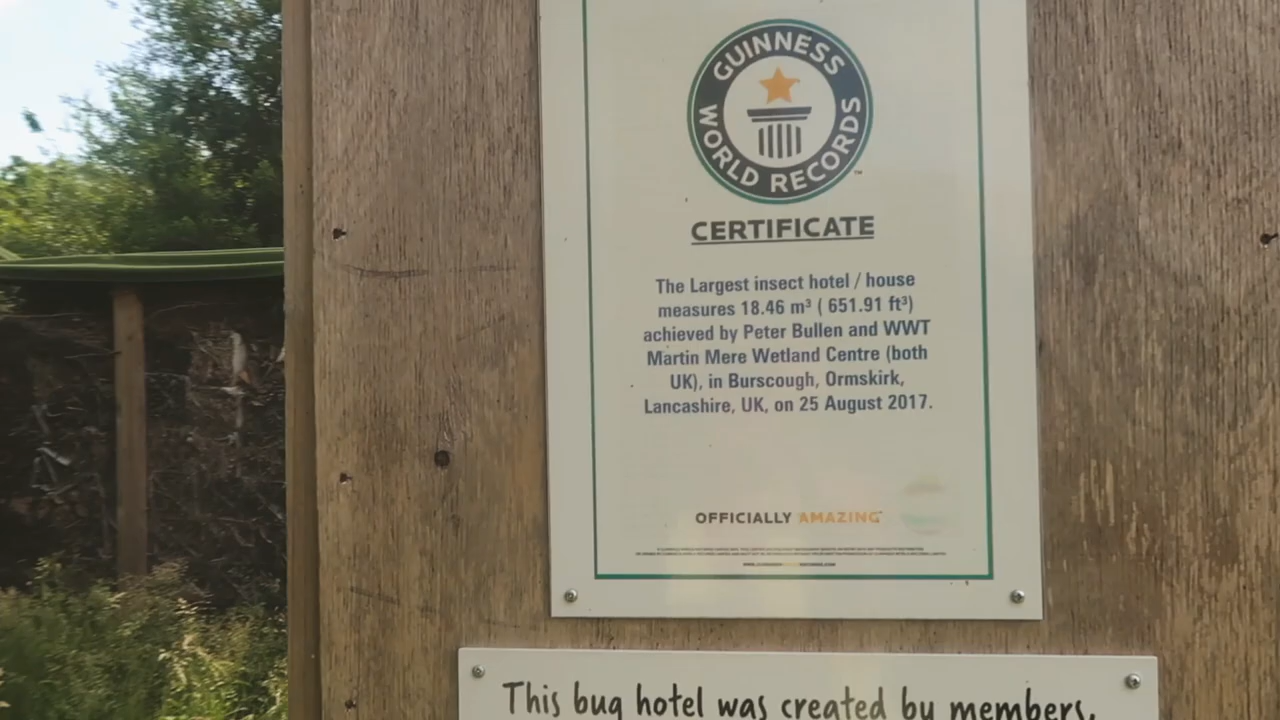 GUINNESS
WORLD RECORDS
™
CERTIFICATE
The Largest insect hotel / house
measures 18.46 m³ ( 651.91 ft³)
achieved by Peter Bullen and WWT
Martin Mere Wetland Centre (both
UK), in Burscough, Ormskirk,
Lancashire, UK, on 25 August 2017.
OFFICIALLY AMAZING
This bug hotel was created by members,